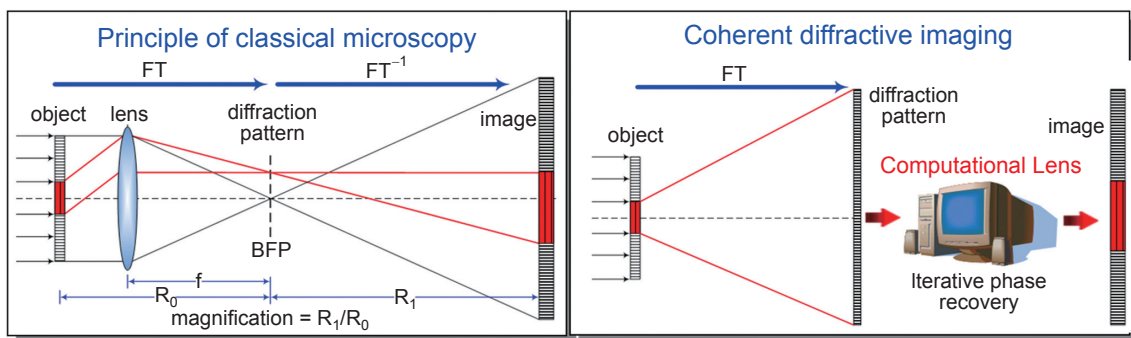 Principle of classical microscopy
FT
FT⁻¹
object
lens
diffraction
pattern
image
BFP
f
R₀
R₁
magnification = R₁/R₀
Coherent diffractive imaging
FT
object
diffraction
pattern
image
Computational Lens
Iterative phase
recovery